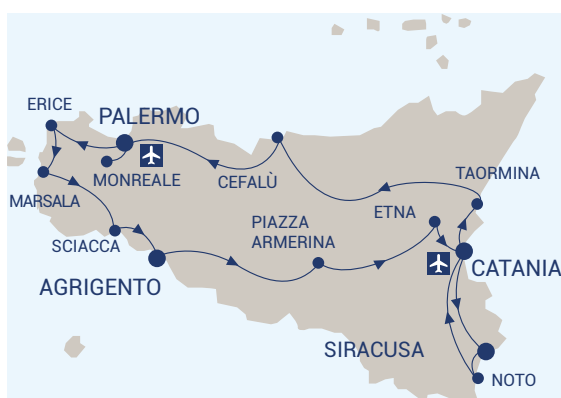 ERICE
PALERMO
MONREALE
CEFALÙ
TAORMINA
MARSALA
ETNA
PIAZZA
ARMERINA
SCIACCA
CATANIA
AGRIGENTO
SIRACUSA
NOTO